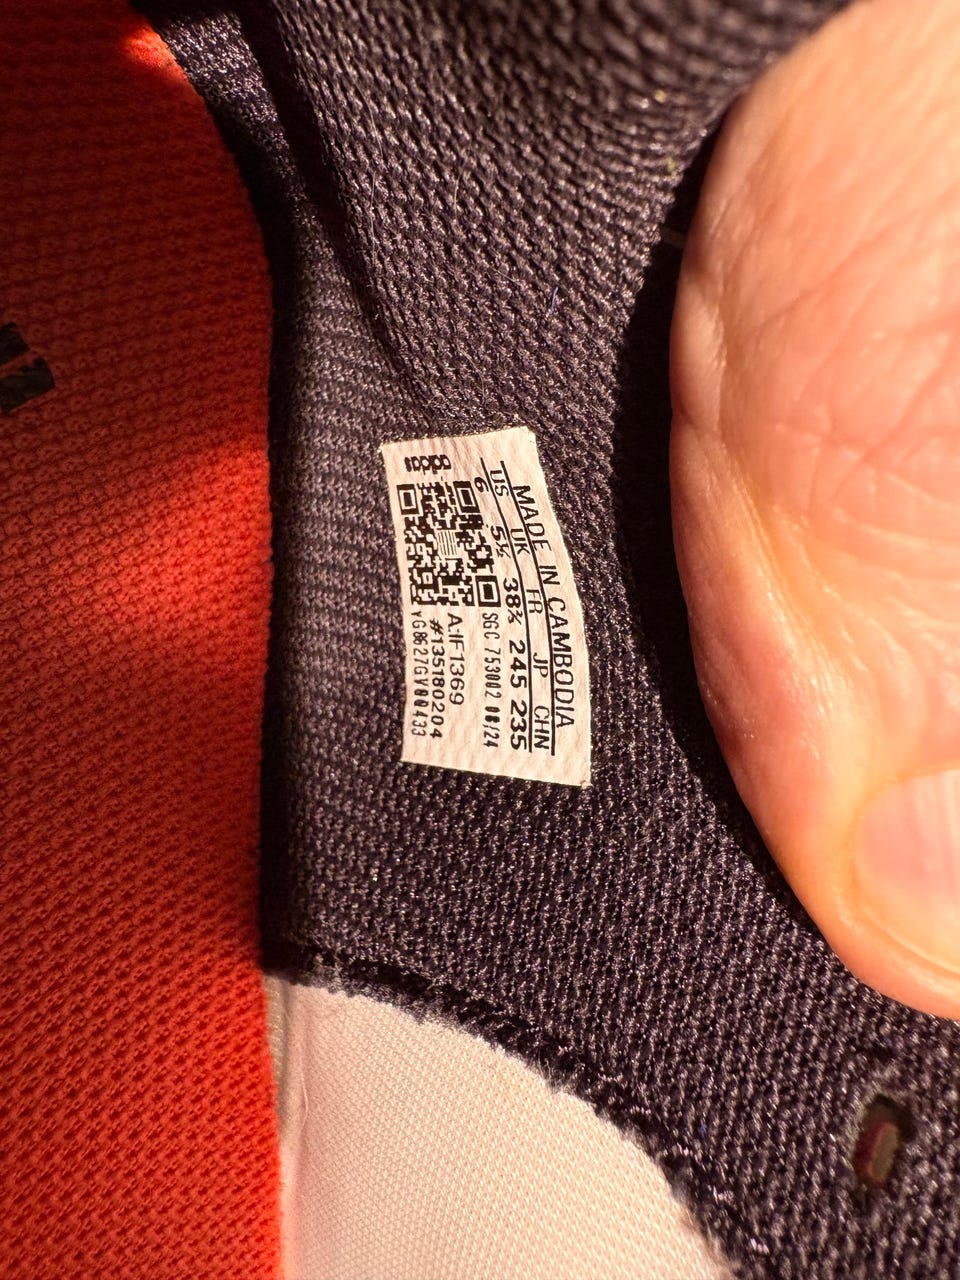 MADE IN CAMBODIA
US UK FR JP CHN
6 5½ 38⅔ 245 235
SGC 753002 08/24
adidas
A:IF1369
#135180204